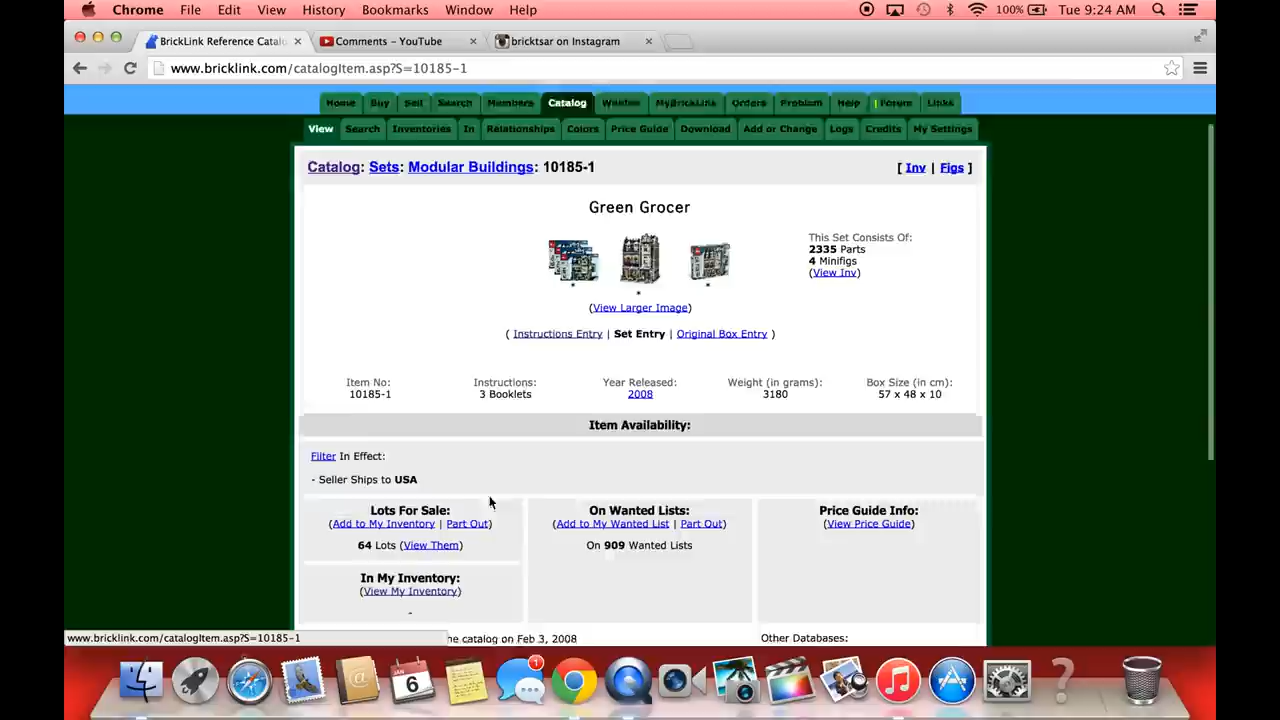 Chrome File Edit View History Bookmarks Window Help 100% Tue 9:24 AM
BrickLink Reference Catalo Comments - YouTube bricktsar on Instagram
www.bricklink.com/catalogItem.asp?S=10185-1
Home Buy Sell Search Members Catalog Wanted MyBrickLink Orders Problem Help Forum Links
View Search Inventories In Relationships Colors Price Guide Download Add or Change Logs Credits My Settings
Catalog: Sets: Modular Buildings: 10185-1 [ Inv | Figs ]
Green Grocer
This Set Consists Of:
2335 Parts
4 Minifigs
(View Inv)
* * *
(View Larger Image)
( Instructions Entry | Set Entry | Original Box Entry )
Item No: Instructions: Year Released: Weight (in grams): Box Size (in cm):
10185-1 3 Booklets 2008 3180 57 x 48 x 10
Item Availability:
Filter In Effect:
- Seller Ships to USA
Lots For Sale: On Wanted Lists: Price Guide Info:
(Add to My Inventory | Part Out) (Add to My Wanted List | Part Out) (View Price Guide)
64 Lots (View Them) On 909 Wanted Lists
In My Inventory:
(View My Inventory)
-
www.bricklink.com/catalogItem.asp?S=10185-1 he catalog on Feb 3, 2008 Other Databases:
JAN
6
1